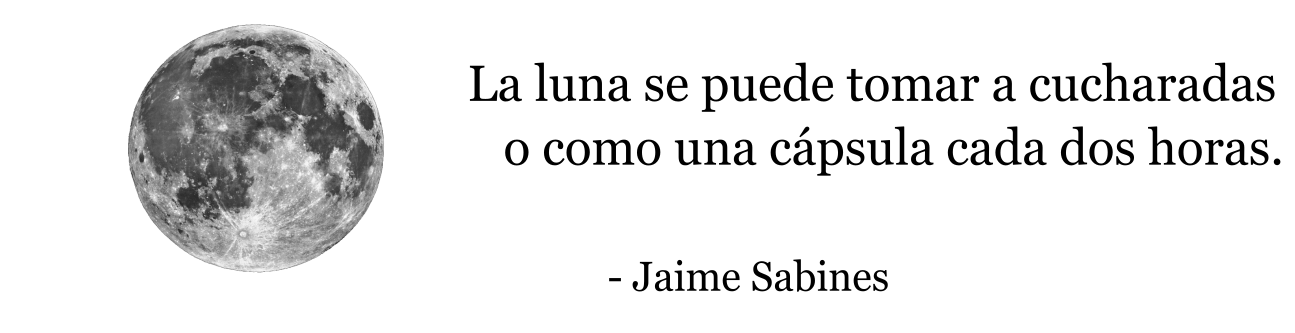 La luna se puede tomar a cucharadas
o como una cápsula cada dos horas.
- Jaime Sabines